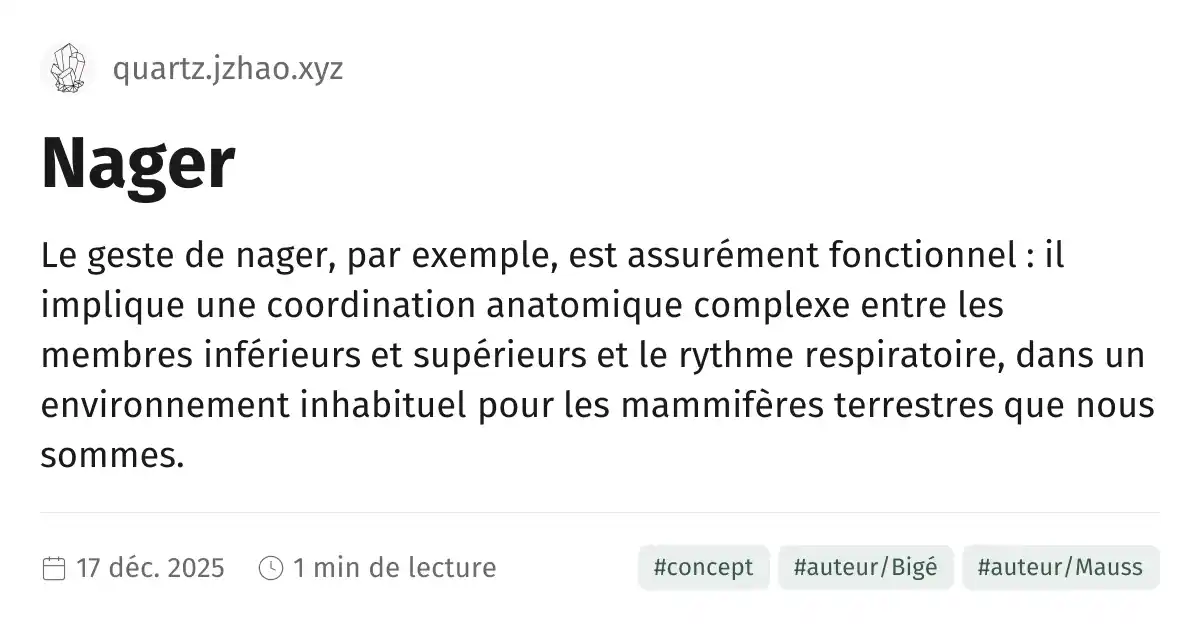 quartz.jzhao.xyz
Nager
Le geste de nager, par exemple, est assurément fonctionnel : il
implique une coordination anatomique complexe entre les
membres inférieurs et supérieurs et le rythme respiratoire, dans un
environnement inhabituel pour les mammifères terrestres que nous
sommes.
17 déc. 2025 1 min de lecture #concept #auteur/Bigé #auteur/Mauss